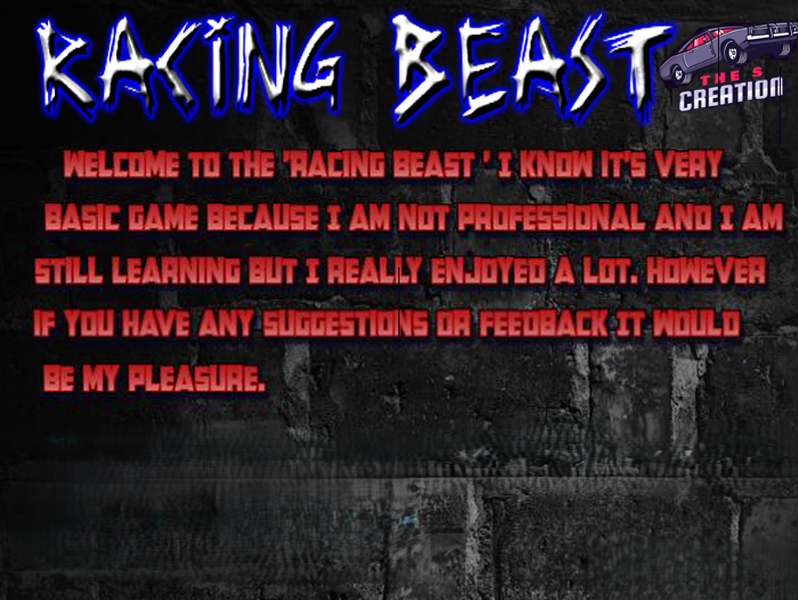 RACING BEAST
THE S
CREATION
WELCOME TO THE 'RACING BEAST ' I KNOW IT'S VERY
BASIC GAME BECAUSE I AM NOT PROFESSIONAL AND I AM
STILL LEARNING BUT I REALLY ENJOYED A LOT. HOWEVER
IF YOU HAVE ANY SUGGESTIONS OR FEEDBACK IT WOULD
BE MY PLEASURE.